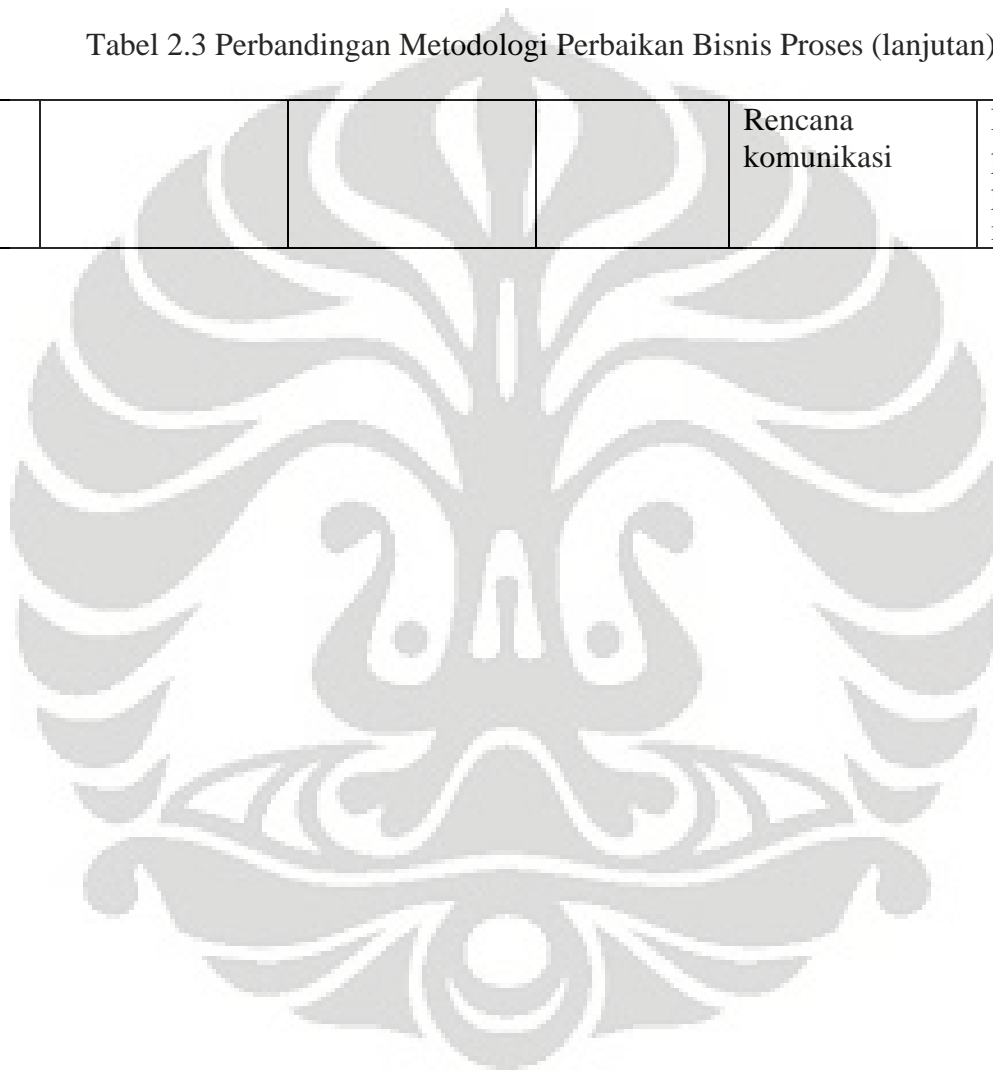 Tabel 2.3 Perbandingan Metodologi Perbaikan Bisnis Proses (lanjutan)
Rencana
komunikasi